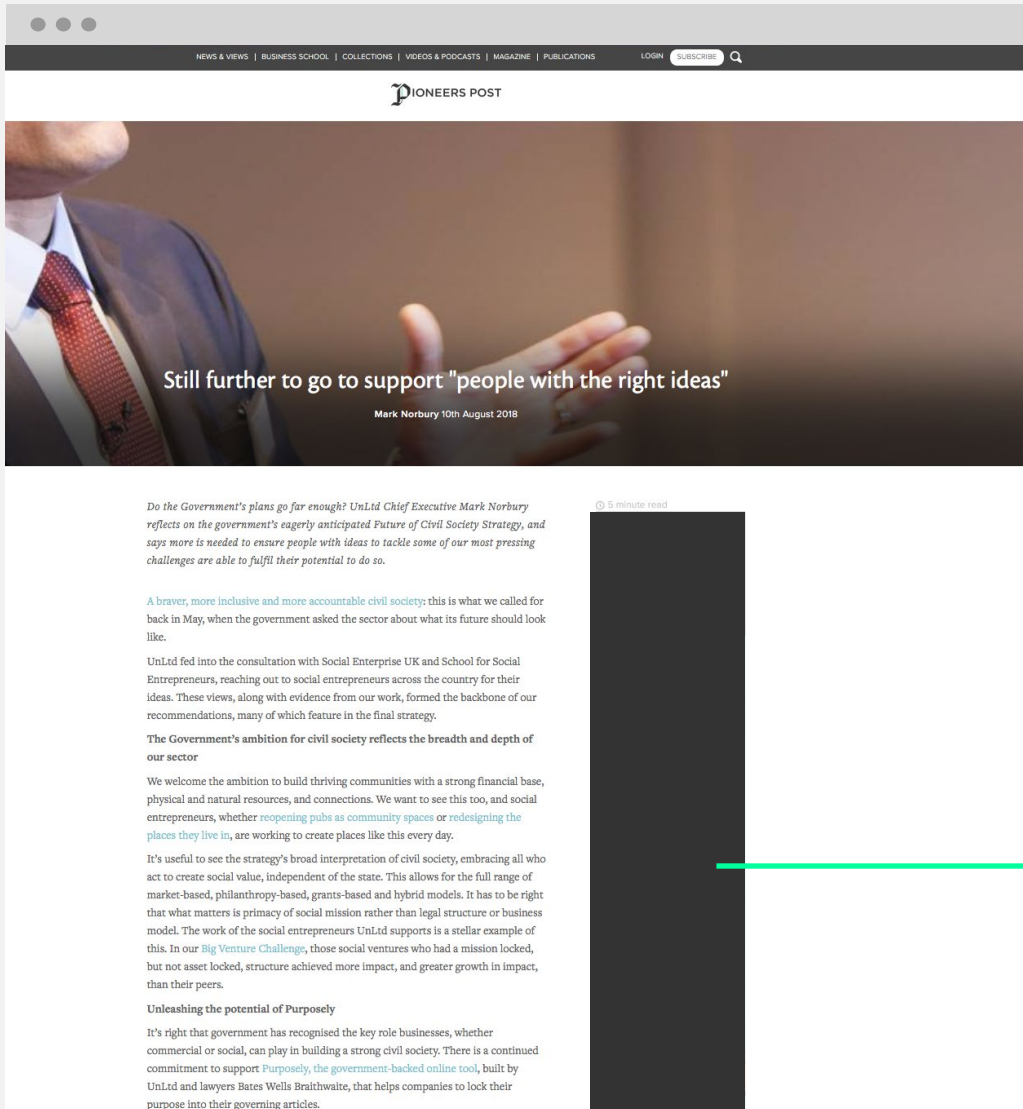 NEWS & VIEWS | BUSINESS SCHOOL | COLLECTIONS | VIDEOS & PODCASTS | MAGAZINE | PUBLICATIONS LOGIN SUBSCRIBE
PIONEERS POST
Still further to go to support "people with the right ideas"
Mark Norbury 10th August 2018
5 minute read
Do the Government's plans go far enough? UnLtd Chief Executive Mark Norbury
reflects on the government's eagerly anticipated Future of Civil Society Strategy, and
says more is needed to ensure people with ideas to tackle some of our most pressing
challenges are able to fulfil their potential to do so.
A braver, more inclusive and more accountable civil society: this is what we called for
back in May, when the government asked the sector about what its future should look
like.
UnLtd fed into the consultation with Social Enterprise UK and School for Social
Entrepreneurs, reaching out to social entrepreneurs across the country for their
ideas. These views, along with evidence from our work, formed the backbone of our
recommendations, many of which feature in the final strategy.
The Government's ambition for civil society reflects the breadth and depth of
our sector
We welcome the ambition to build thriving communities with a strong financial base,
physical and natural resources, and connections. We want to see this too, and social
entrepreneurs, whether reopening pubs as community spaces or redesigning the
places they live in, are working to create places like this every day.
It's useful to see the strategy's broad interpretation of civil society, embracing all who
act to create social value, independent of the state. This allows for the full range of
market-based, philanthropy-based, grants-based and hybrid models. It has to be right
that what matters is primacy of social mission rather than legal structure or business
model. The work of the social entrepreneurs UnLtd supports is a stellar example of
this. In our Big Venture Challenge, those social ventures who had a mission locked,
but not asset locked, structure achieved more impact, and greater growth in impact,
than their peers.
Unleashing the potential of Purposely
It's right that government has recognised the key role businesses, whether
commercial or social, can play in building a strong civil society. There is a continued
commitment to support Purposely, the government-backed online tool, built by
UnLtd and lawyers Bates Wells Braithwaite, that helps companies to lock their
purpose into their governing articles.